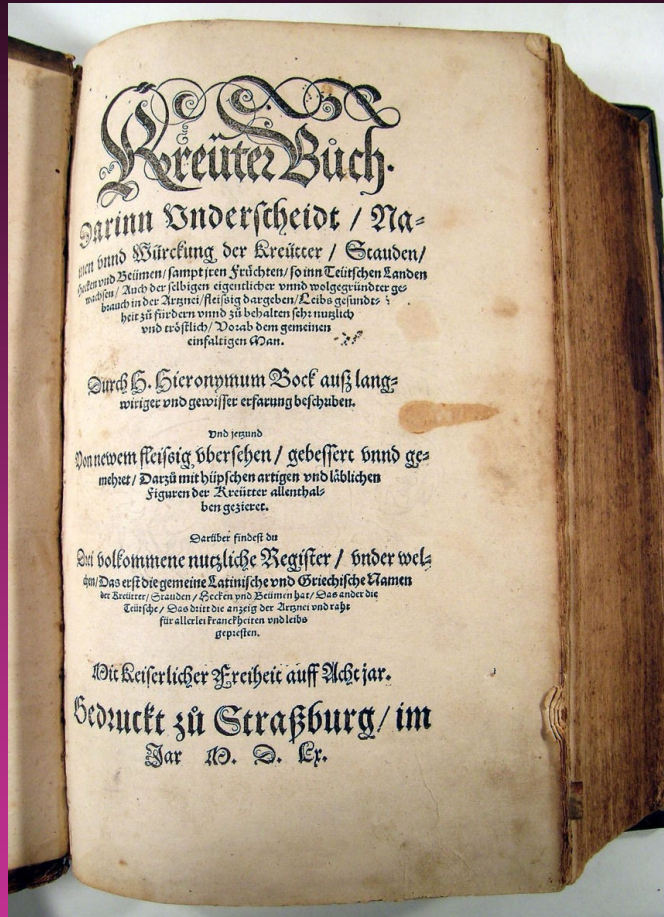 Kreüter Bůch.
Darinn Vnderscheidt / Na-
men vnnd Würckung der Kreütter / Stauden /
Hecken vnd Beümen / sampt jren Früchten / so inn Teütschen Landen
wachsen / Auch der selbigen eigentlicher vnnd wolgegründter ge-
brauch in der Artznei / fleissig dargeben / Leibs gesundt-
heit zů fürdern vnnd zů behalten sehr nutzlich
vnd tröstlich / Vorab dem gemeinen
einfaltigen Man.
Durch H. Hieronymum Bock auß lang-
wiriger vnd gewisser erfarung beschriben.
Vnd jetzund
Von newem fleissig vbersehen / gebessert vnnd ge-
mehret / Darzů mit hüpschen artigen vnd läblichen
Figuren der Kreütter allenthal-
ben gezieret.
Darüber findest du
Drei volkommene nutzliche Register / vnder wel-
chen / Das erst die gemeine Latinische vnd Griechische Namen
der Kreütter / Stauden / Hecken vnd Beümen hat / Das ander die
Teütsche / Das dritt die anzeig der Artznei vnd raht
für allerlei kranckheiten vnd leibs
gepresten.
Mit Keiserlicher Freiheit auff Acht jar.
Gedruckt zů Straßburg / im
Jar M. D. Lx.